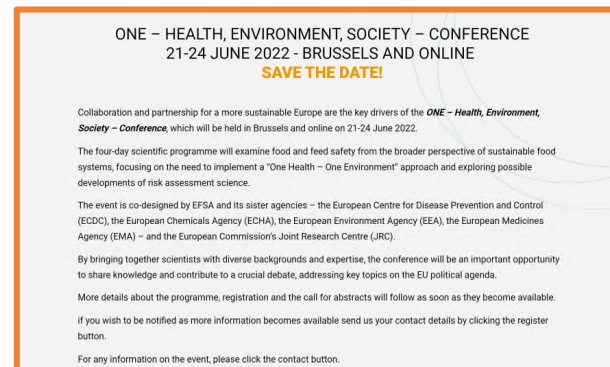 ONE – HEALTH, ENVIRONMENT, SOCIETY – CONFERENCE
21-24 JUNE 2022 - BRUSSELS AND ONLINE
SAVE THE DATE!
Collaboration and partnership for a more sustainable Europe are the key drivers of the ONE – Health, Environment,
Society – Conference, which will be held in Brussels and online on 21-24 June 2022.
The four-day scientific programme will examine food and feed safety from the broader perspective of sustainable food
systems, focusing on the need to implement a "One Health – One Environment" approach and exploring possible
developments of risk assessment science.
The event is co-designed by EFSA and its sister agencies – the European Centre for Disease Prevention and Control
(ECDC), the European Chemicals Agency (ECHA), the European Environment Agency (EEA), the European Medicines
Agency (EMA) – and the European Commission's Joint Research Centre (JRC).
By bringing together scientists with diverse backgrounds and expertise, the conference will be an important opportunity
to share knowledge and contribute to a crucial debate, addressing key topics on the EU political agenda.
More details about the programme, registration and the call for abstracts will follow as soon as they become available.
if you wish to be notified as more information becomes available send us your contact details by clicking the register
button.
For any information on the event, please click the contact button.